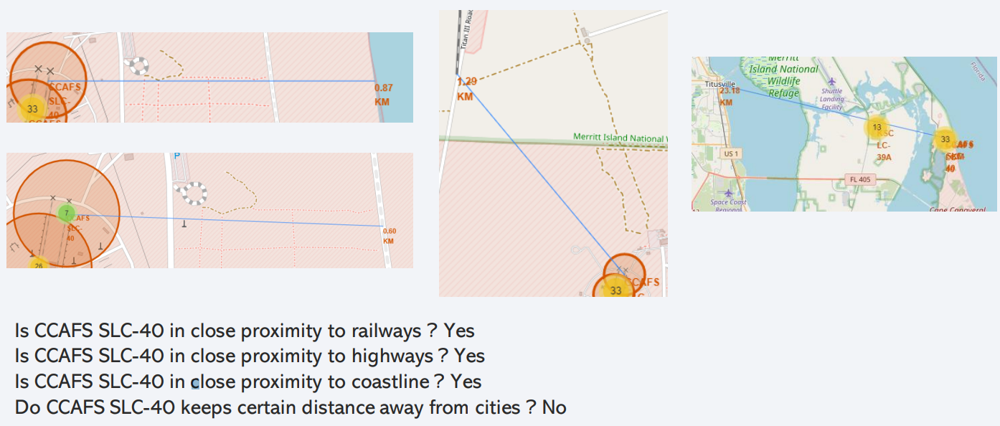 CCAFS
SLC-
40
33
0.87
KM
P
7
CAFS
SLC-
40
26
0.60
KM
Titan III Road
1.29
KM
Merritt Island National
CCAFS
33
Merritt
Island National
Wildlife
Refuge
Titusville
23.18
KM
Shuttle
Landing
Facility
Florida
13
KSC
LC-
39A
33
40
US 1
FL 405
Space Coast
Regional
Cape Canaveral
Is CCAFS SLC-40 in close proximity to railways ? Yes
Is CCAFS SLC-40 in close proximity to highways ? Yes
Is CCAFS SLC-40 in close proximity to coastline ? Yes
Do CCAFS SLC-40 keeps certain distance away from cities ? No